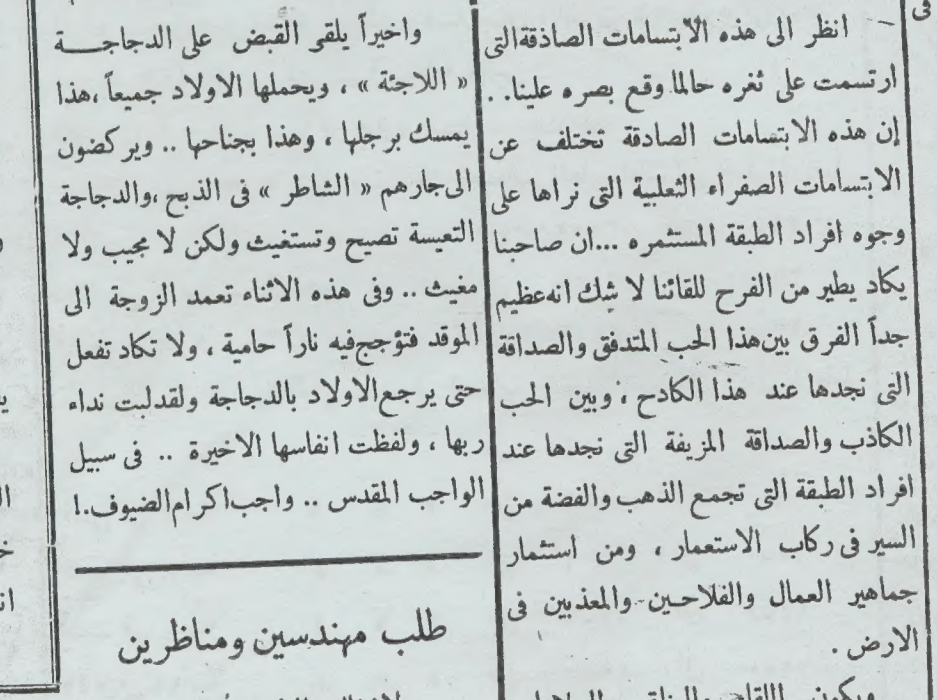 — انظر الى هذه الابتسامات الصادقةالتى
ارتسمت على ثغره حالما وقع بصره علينا. .
إن هذه الابتسامات الصادقة تختلف عن
الابتسامات الصفراء الثعلبية التى نراها على
وجوه افراد الطبقة المستثمره ...ان صاحبنا
يكاد يطير من الفرح للقائنا لا شك انه عظيم
جداً الفرق بين هذا الحب المتدفق والصداقة
التى نجدها عند هذا الكادح ، وبين الحب
الكاذب والصداقة المزيفة التى نجدها عند
افراد الطبقة التى تجمع الذهب والفضة من
السير فى ركاب الاستعمار ، ومن استثمار
جماهير العمال والفلاحين والمعذبين فى
الارض .
واخيراً يلقى القبض على الدجاجة
« اللاجئة » ، ويحملها الاولاد جميعاً ،هذا
يمسك برجلها ، وهذا بجناحها .. ويركضون
الى جارهم « الشاطر » فى الذبح ،والدجاجة
التعيسة تصيح وتستغيث ولكن لا مجيب ولا
مغيث .. وفى هذه الاثناء تعمد الزوجة الى
الموقد فتؤجج فيه ناراً حامية ، ولا تكاد تفعل
حتى يرجع الاولاد بالدجاجة ولقد لبت نداء
ربها ، ولفظت انفاسها الاخيرة .. فى سبيل
الواجب المقدس .. واجب اكرام الضيوف.!
طلب مهندسين ومناظرين